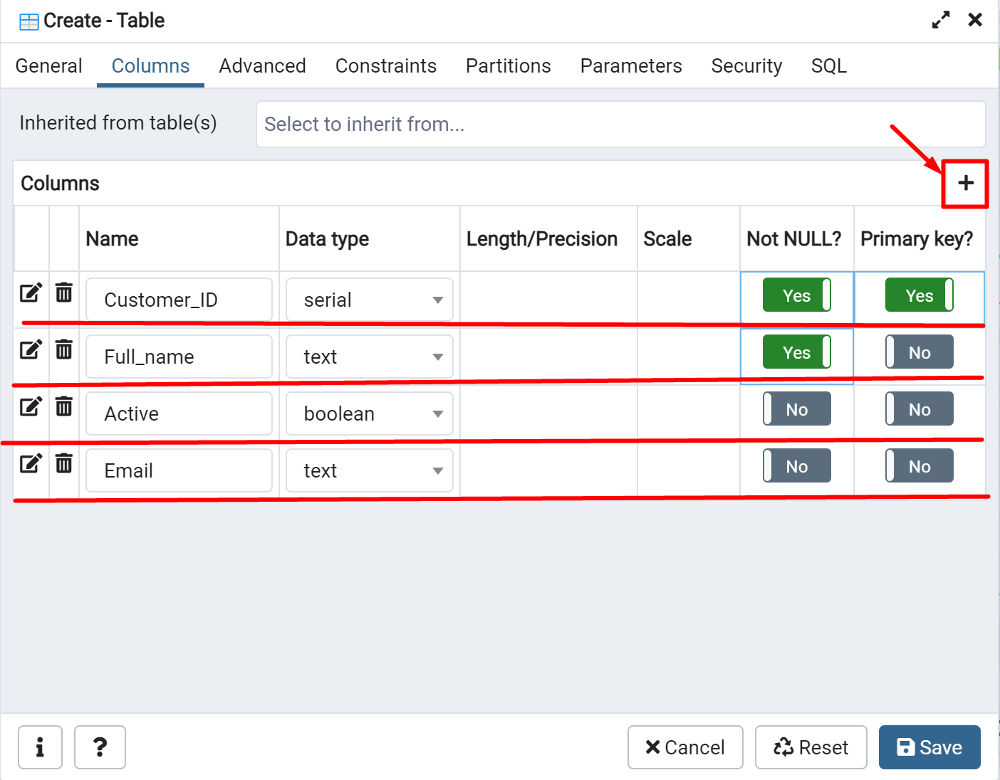 Create - Table
General Columns Advanced Constraints Partitions Parameters Security SQL
Inherited from table(s) Select to inherit from...
Columns
Name Data type Length/Precision Scale Not NULL? Primary key?
Customer_ID serial Yes Yes
Full_name text Yes No
Active boolean No No
Email text No No
i ? Cancel Reset Save